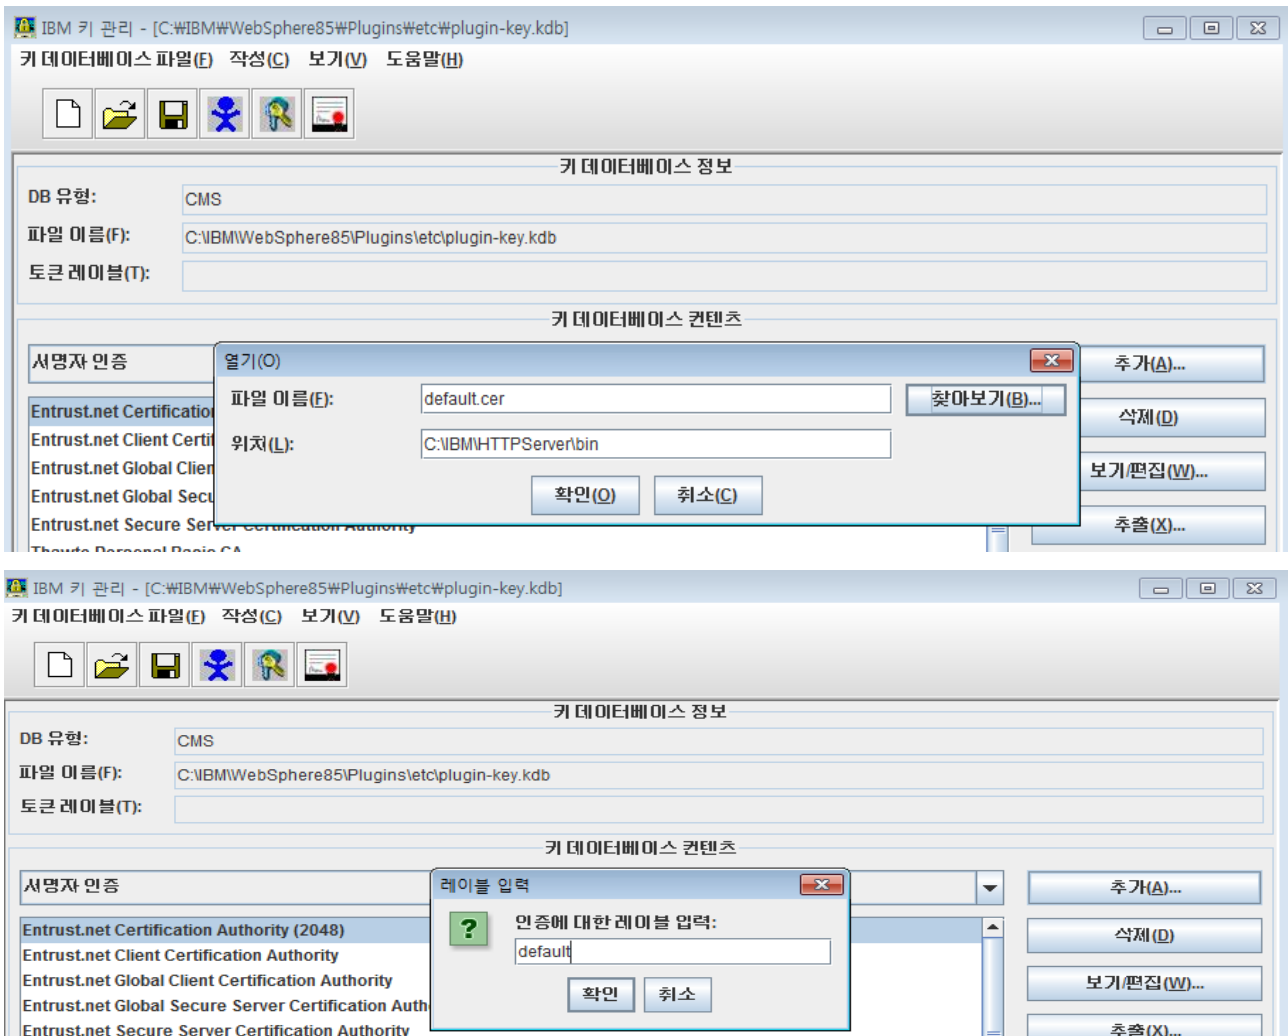 IBM 키 관리 - [C:₩IBM₩WebSphere85₩Plugins₩etc₩plugin-key.kdb]
키 데이터베이스 파일(F) 작성(C) 보기(V) 도움말(H)
키 데이터베이스 정보
DB 유형: CMS
파일 이름(F): C:\IBM\WebSphere85\Plugins\etc\plugin-key.kdb
토큰 레이블(T):
키 데이터베이스 컨텐츠
서명자 인증
추가(A)...
삭제(D)
보기/편집(W)...
추출(X)...
Entrust.net Certification
Entrust.net Client Certif
Entrust.net Global Clien
Entrust.net Global Secu
Entrust.net Secure Server Certification Authority
Thawte Personal Basic CA
열기(O)
파일 이름(F): default.cer 찾아보기(B)...
위치(L): C:\IBM\HTTPServer\bin
확인(O) 취소(C)
IBM 키 관리 - [C:₩IBM₩WebSphere85₩Plugins₩etc₩plugin-key.kdb]
키 데이터베이스 파일(F) 작성(C) 보기(V) 도움말(H)
키 데이터베이스 정보
DB 유형: CMS
파일 이름(F): C:\IBM\WebSphere85\Plugins\etc\plugin-key.kdb
토큰 레이블(T):
키 데이터베이스 컨텐츠
서명자 인증
추가(A)...
삭제(D)
보기/편집(W)...
추출(X)...
Entrust.net Certification Authority (2048)
Entrust.net Client Certification Authority
Entrust.net Global Client Certification Authority
Entrust.net Global Secure Server Certification Auth
Entrust.net Secure Server Certification Authority
레이블 입력
인증에 대한 레이블 입력:
default
확인 취소